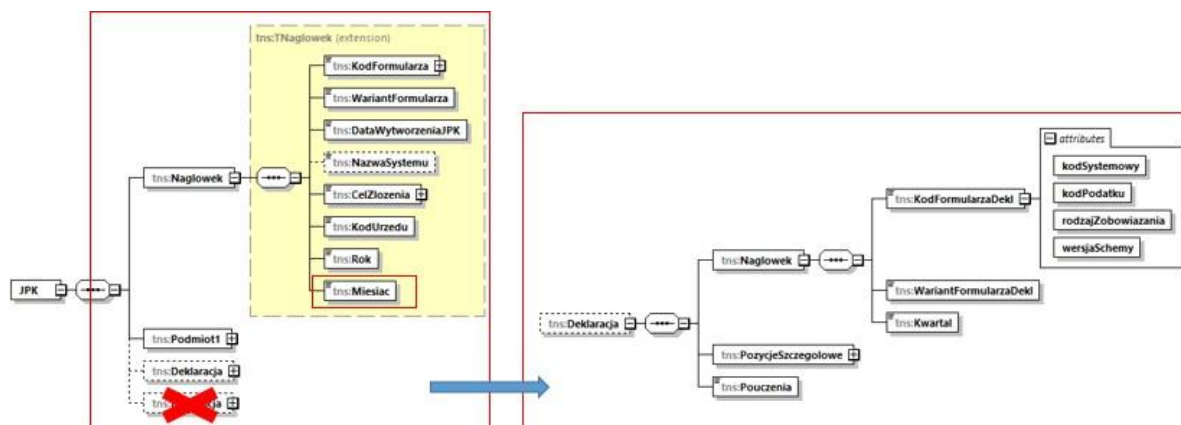 tns:TNaglowek (extension)
tns:KodFormularza
tns:WariantFormularza
tns:DataWytworzeniaJPK
tns:NazwaSystemu
tns:Naglowek
tns:CelZlozenia
tns:KodUrzedu
tns:Rok
tns:Miesiac
JPK
tns:Podmiot1
tns:Deklaracja
tns:
attributes
kodSystemowy
kodPodatku
tns:KodFormularzaDekl
rodzajZobowiazania
wersjaSchemy
tns:Naglowek
tns:WariantFormularzaDekl
tns:Kwartal
tns:Deklaracja
tns:PozycjeSzczegolowe
tns:Pouczenia